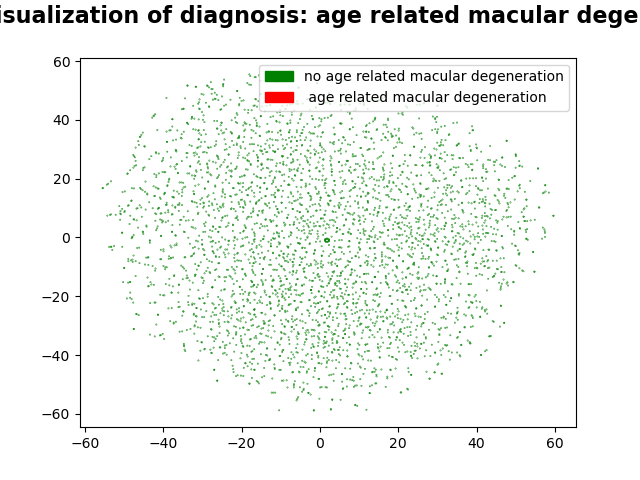 isualization of diagnosis: age related macular dege
no age related macular degeneration
age related macular degeneration
60
40
20
0
−20
−40
−60
−60 −40 −20 0 20 40 60